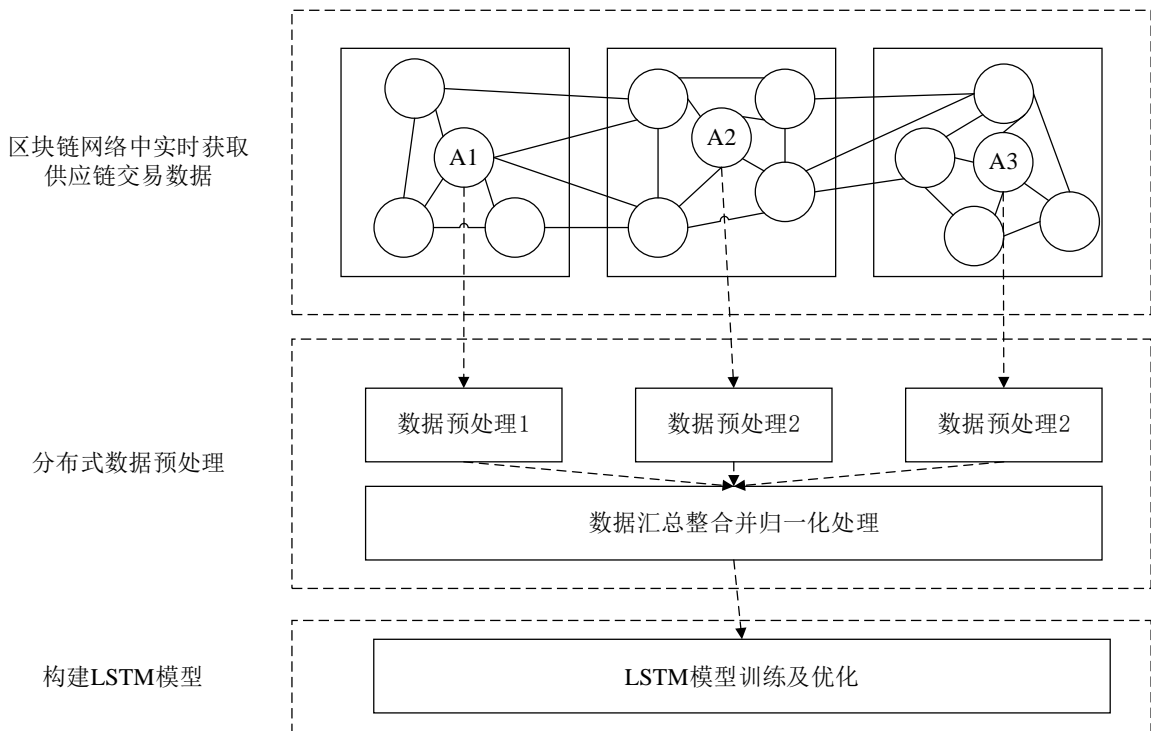 区块链网络中实时获取
供应链交易数据
A1
A2
A3
分布式数据预处理
数据预处理1
数据预处理2
数据预处理2
数据汇总整合并归一化处理
构建LSTM模型
LSTM模型训练及优化